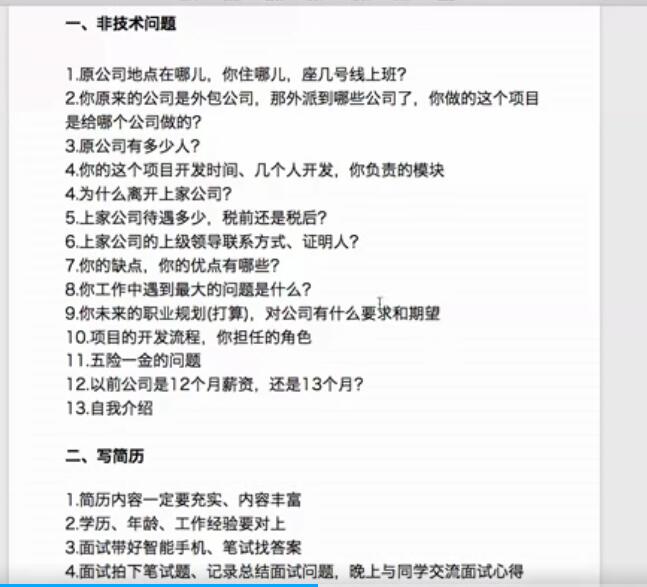 一、非技术问题
1.原公司地点在哪儿，你住哪儿，座几号线上班？
2.你原来的公司是外包公司，那外派到哪些公司了，你做的这个项目
是给哪个公司做的？
3.原公司有多少人？
4.你的这个项目开发时间、几个人开发，你负责的模块
4.为什么离开上家公司？
5.上家公司待遇多少，税前还是税后？
6.上家公司的上级领导联系方式、证明人？
7.你的缺点，你的优点有哪些？
8.你工作中遇到最大的问题是什么？
9.你未来的职业规划(打算)，对公司有什么要求和期望
10.项目的开发流程，你担任的角色
11.五险一金的问题
12.以前公司是12个月薪资，还是13个月？
13.自我介绍
二、写简历
1.简历内容一定要充实、内容丰富
2.学历、年龄、工作经验要对上
3.面试带好智能手机、笔试找答案
4.面试拍下笔试题、记录总结面试问题，晚上与同学交流面试心得